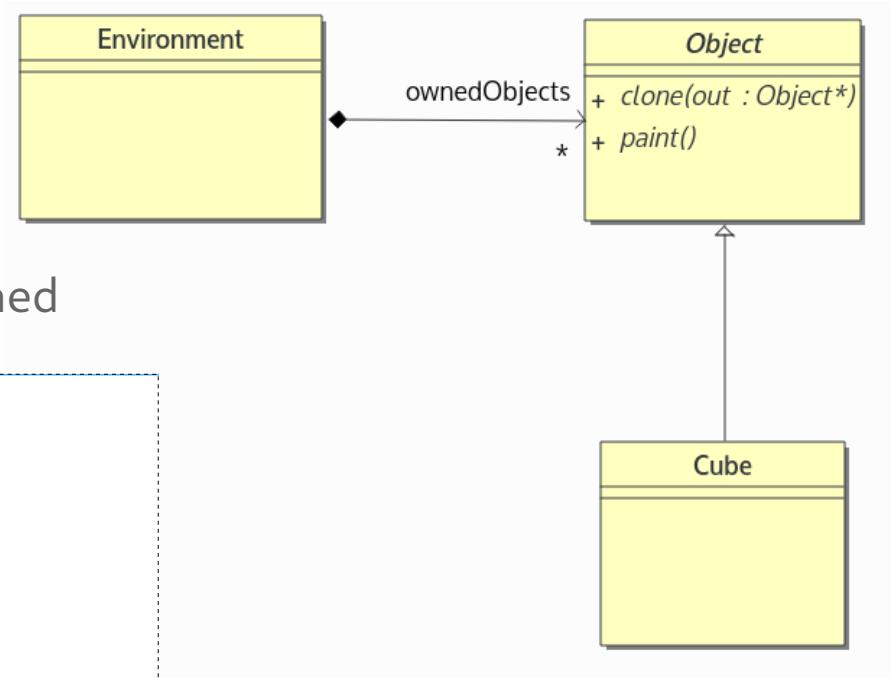 Environment
Object
ownedObjects
+ clone(out : Object*)
*
+ paint()
ned
Cube